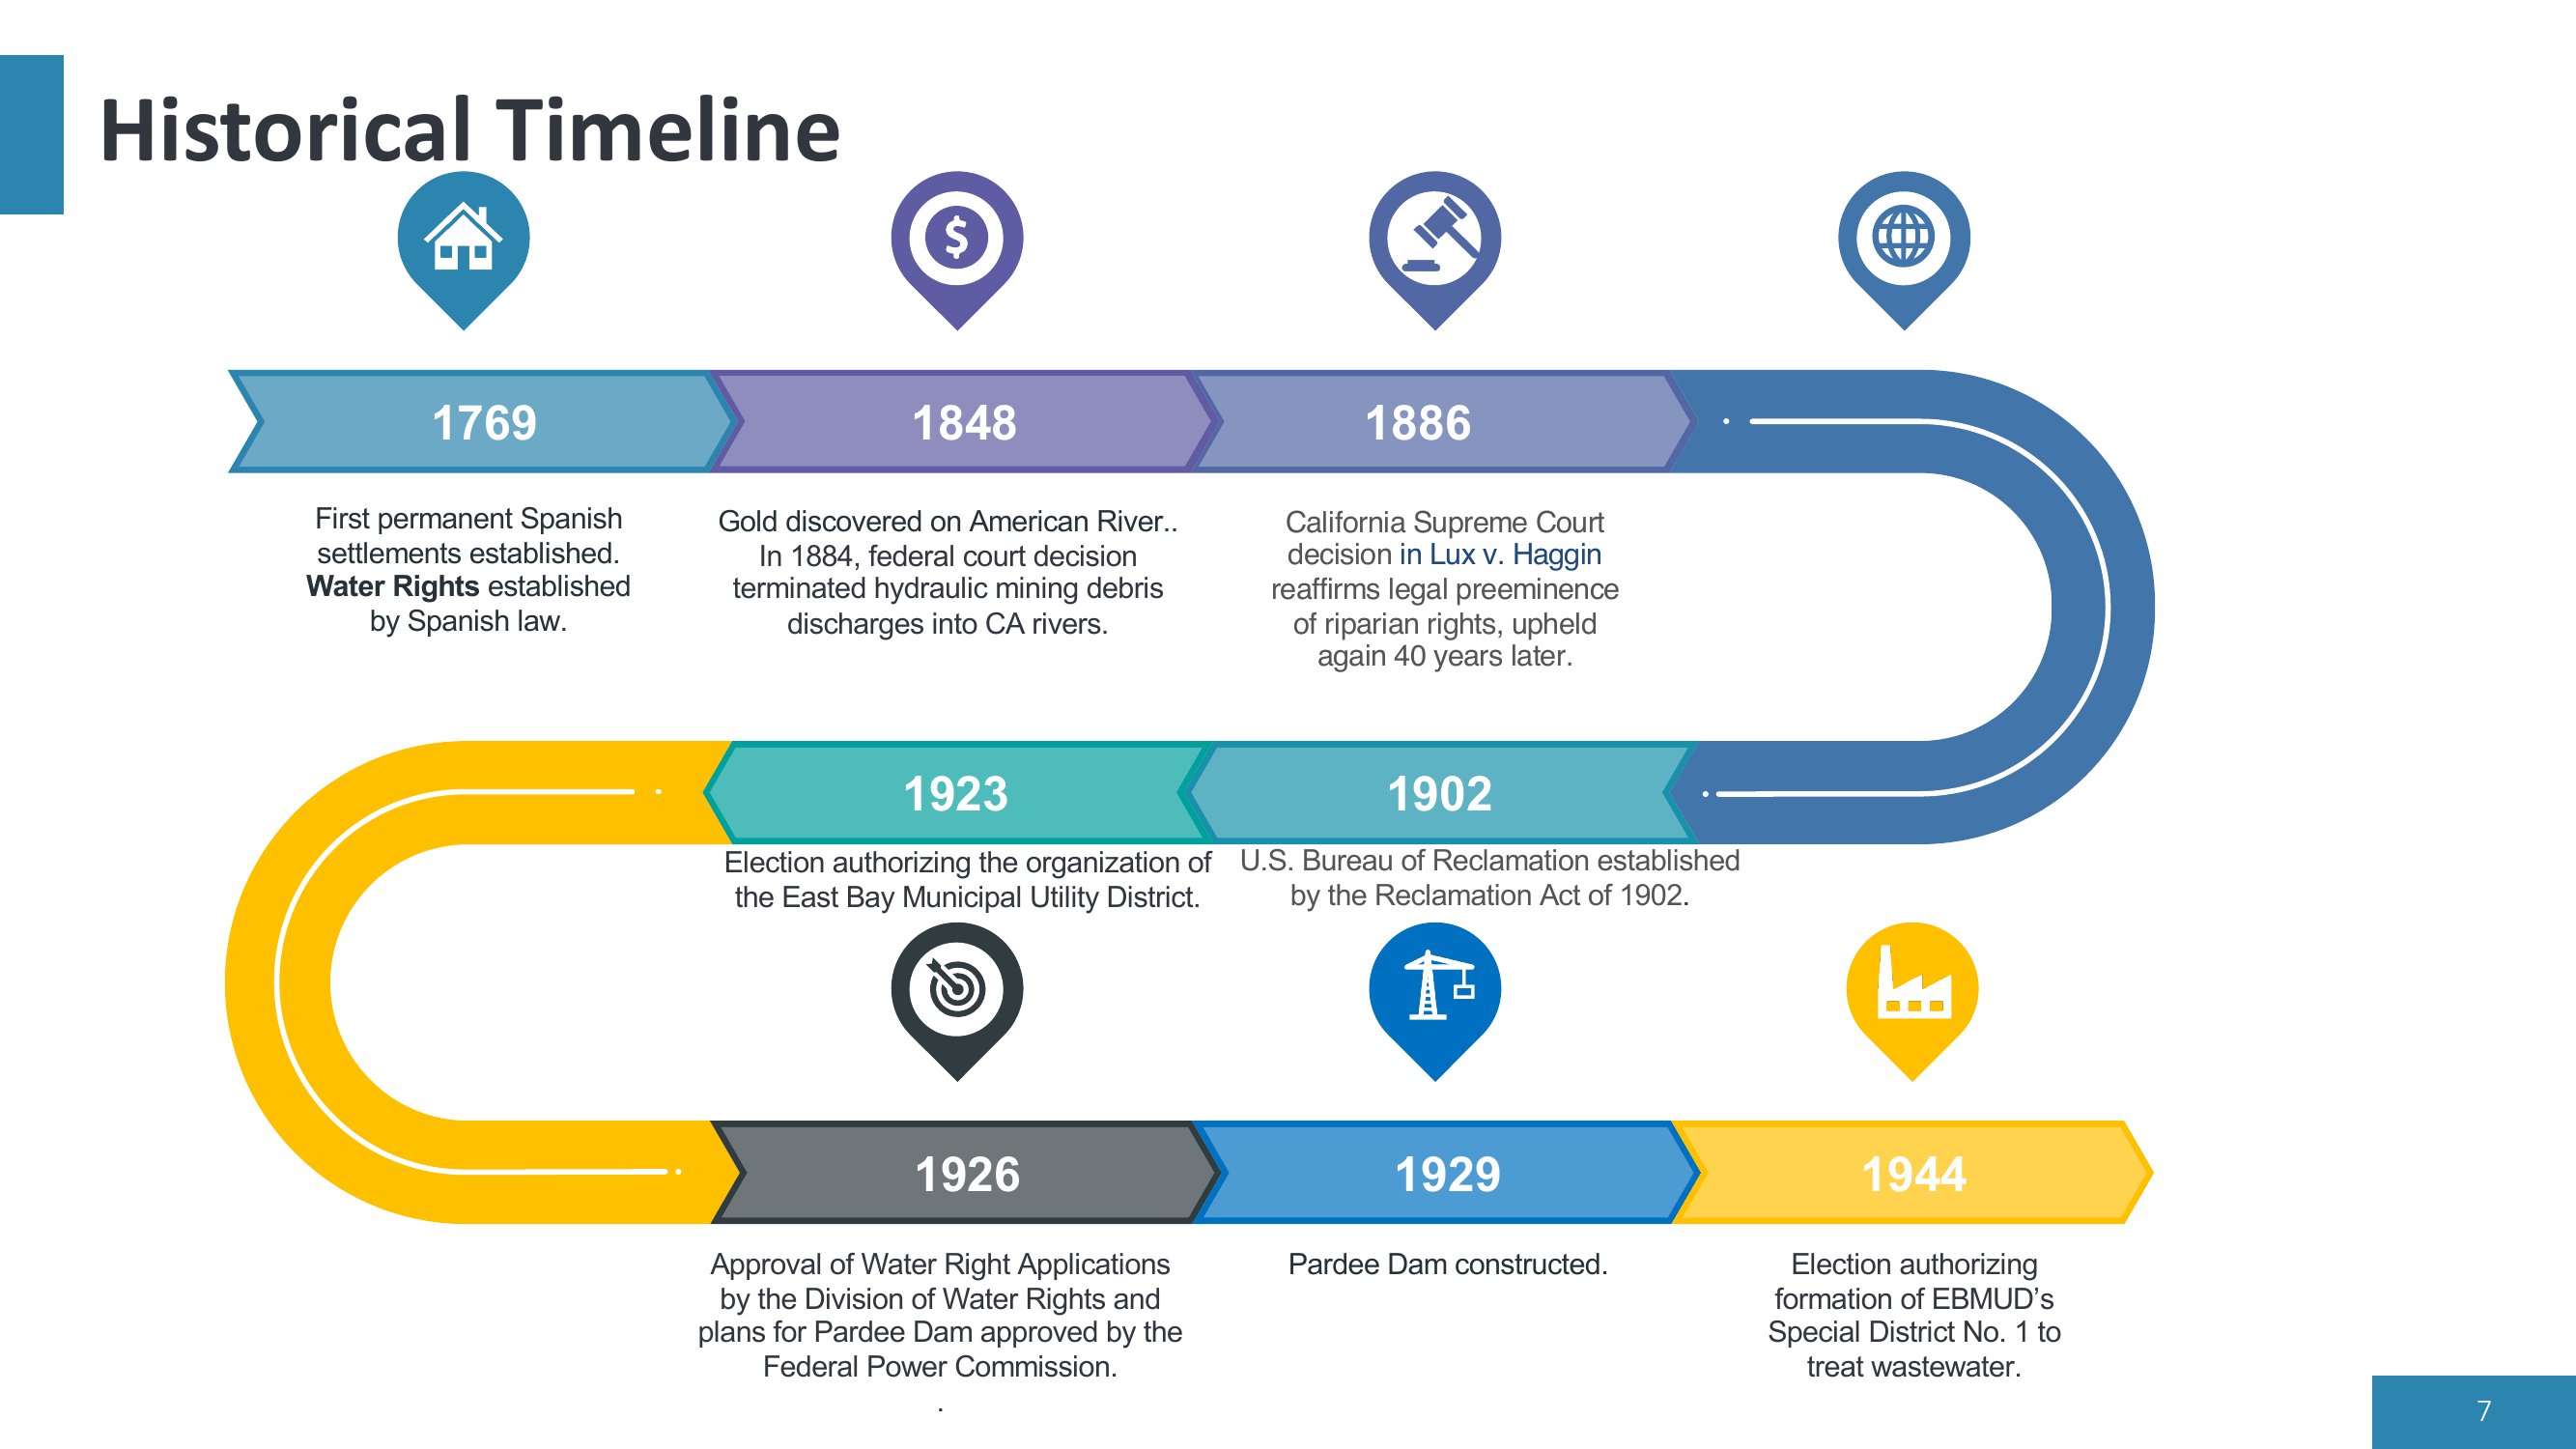 Historical Timeline
$
1769
1848
1886
First permanent Spanish
settlements established.
Water Rights established
by Spanish law.
Gold discovered on American River..
In 1884, federal court decision
terminated hydraulic mining debris
discharges into CA rivers.
California Supreme Court
decision in Lux v. Haggin
reaffirms legal preeminence
of riparian rights, upheld
again 40 years later.
1923
1902
Election authorizing the organization of
the East Bay Municipal Utility District.
U.S. Bureau of Reclamation established
by the Reclamation Act of 1902.
1926
1929
1944
Approval of Water Right Applications
by the Division of Water Rights and
plans for Pardee Dam approved by the
Federal Power Commission.
.
Pardee Dam constructed.
Election authorizing
formation of EBMUD’s
Special District No. 1 to
treat wastewater.
7